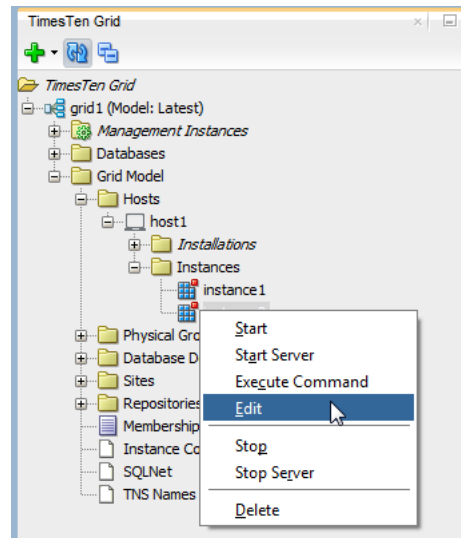 TimesTen Grid
TimesTen Grid
grid1 (Model: Latest)
Management Instances
Databases
Grid Model
Hosts
host1
Installations
Instances
instance1
Physical Gro
Start
Database D
Start Server
Sites
Execute Command
Repositories
Edit
Membership
Instance Co
Stop
SQLNet
Stop Server
TNS Names
Delete